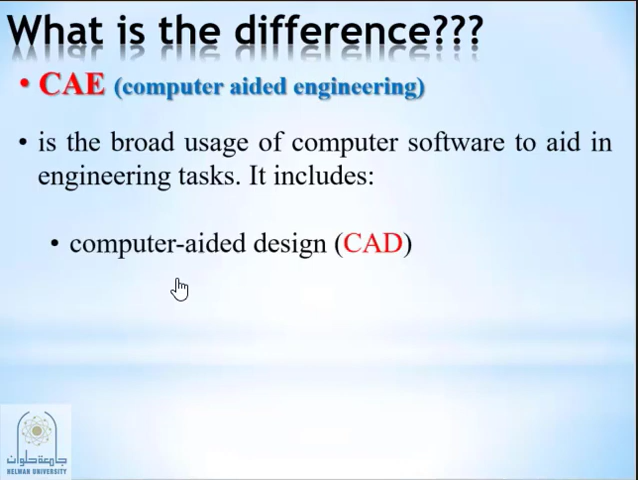 What is the difference???
• CAE (computer aided engineering)
• is the broad usage of computer software to aid in
engineering tasks. It includes:
• computer-aided design (CAD)
جامعة حلوان
HELWAN UNIVERSITY